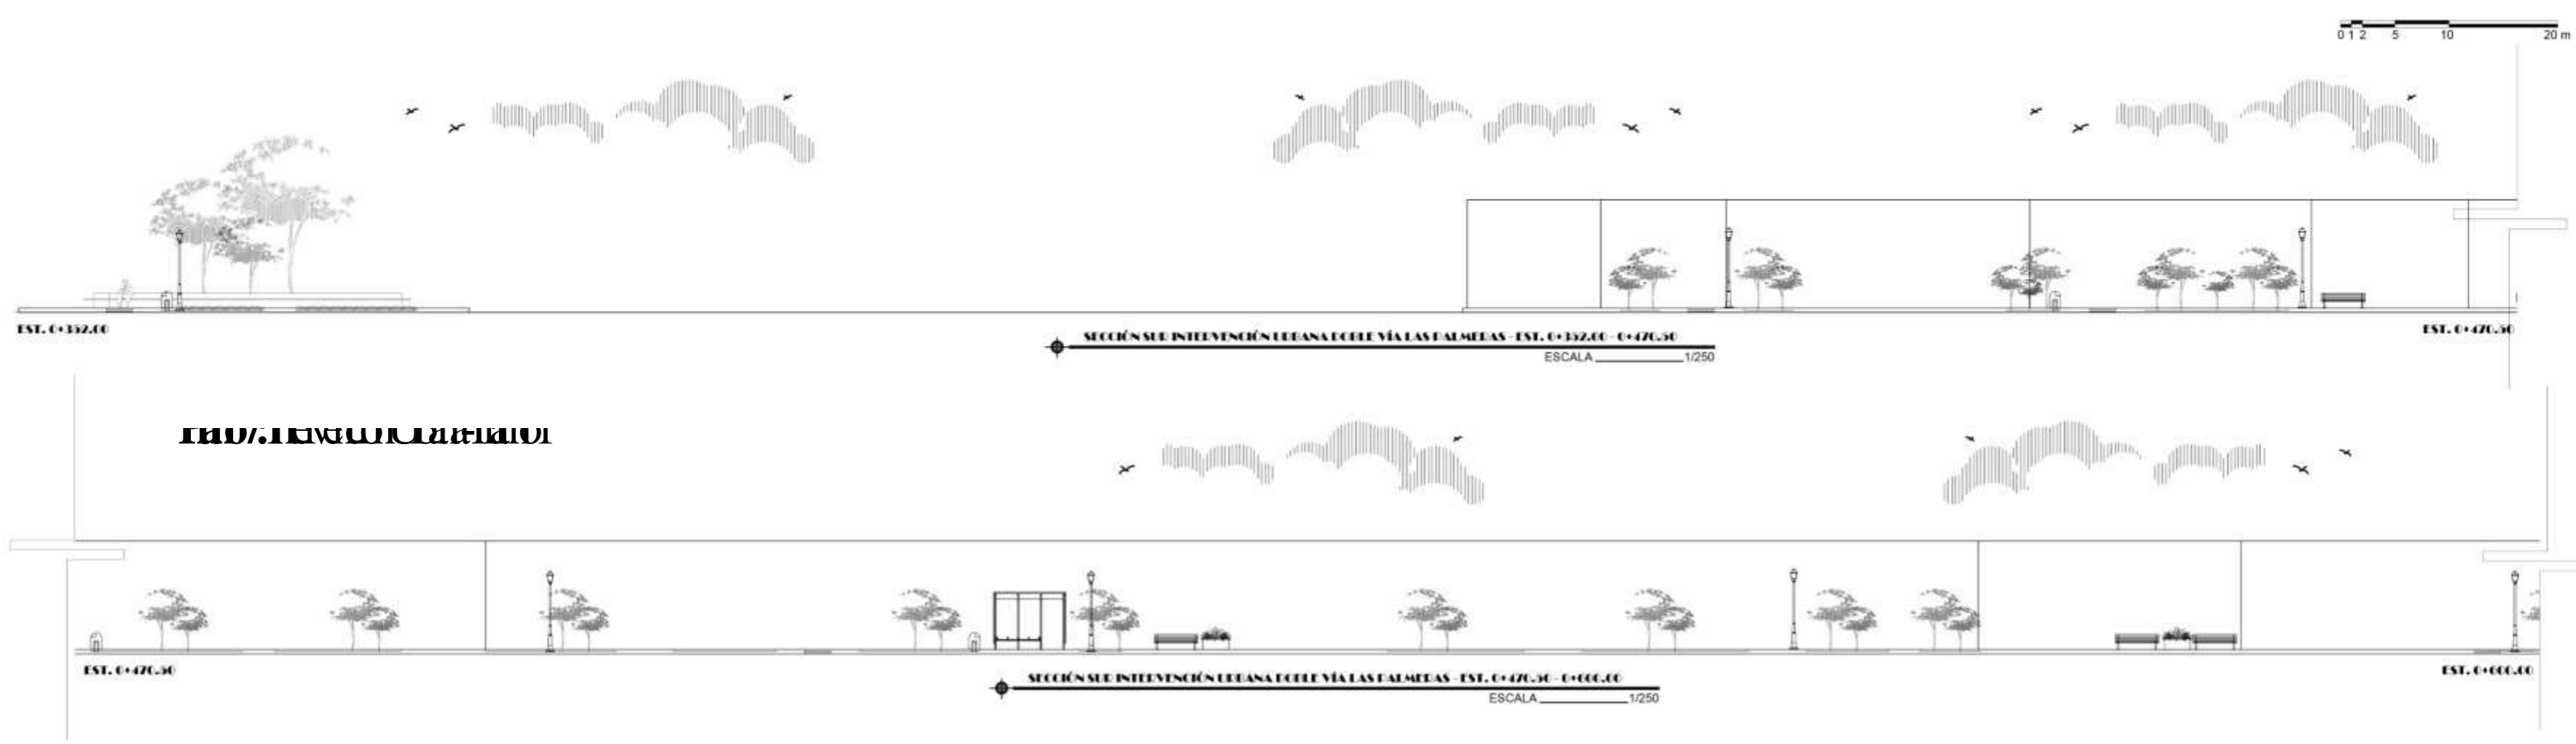 0 1 2 5 10 20 m
EST. 0+352.00
EST. 0+470.50
SECCIÓN SUR INTERVENCIÓN URBANA DOBLE VÍA LAS PALMERAS - EST. 0+352.00 - 0+470.50
ESCALA 1/250
EST. 0+470.50
EST. 0+600.00
SECCIÓN SUR INTERVENCIÓN URBANA DOBLE VÍA LAS PALMERAS - EST. 0+470.50 - 0+600.00
ESCALA 1/250